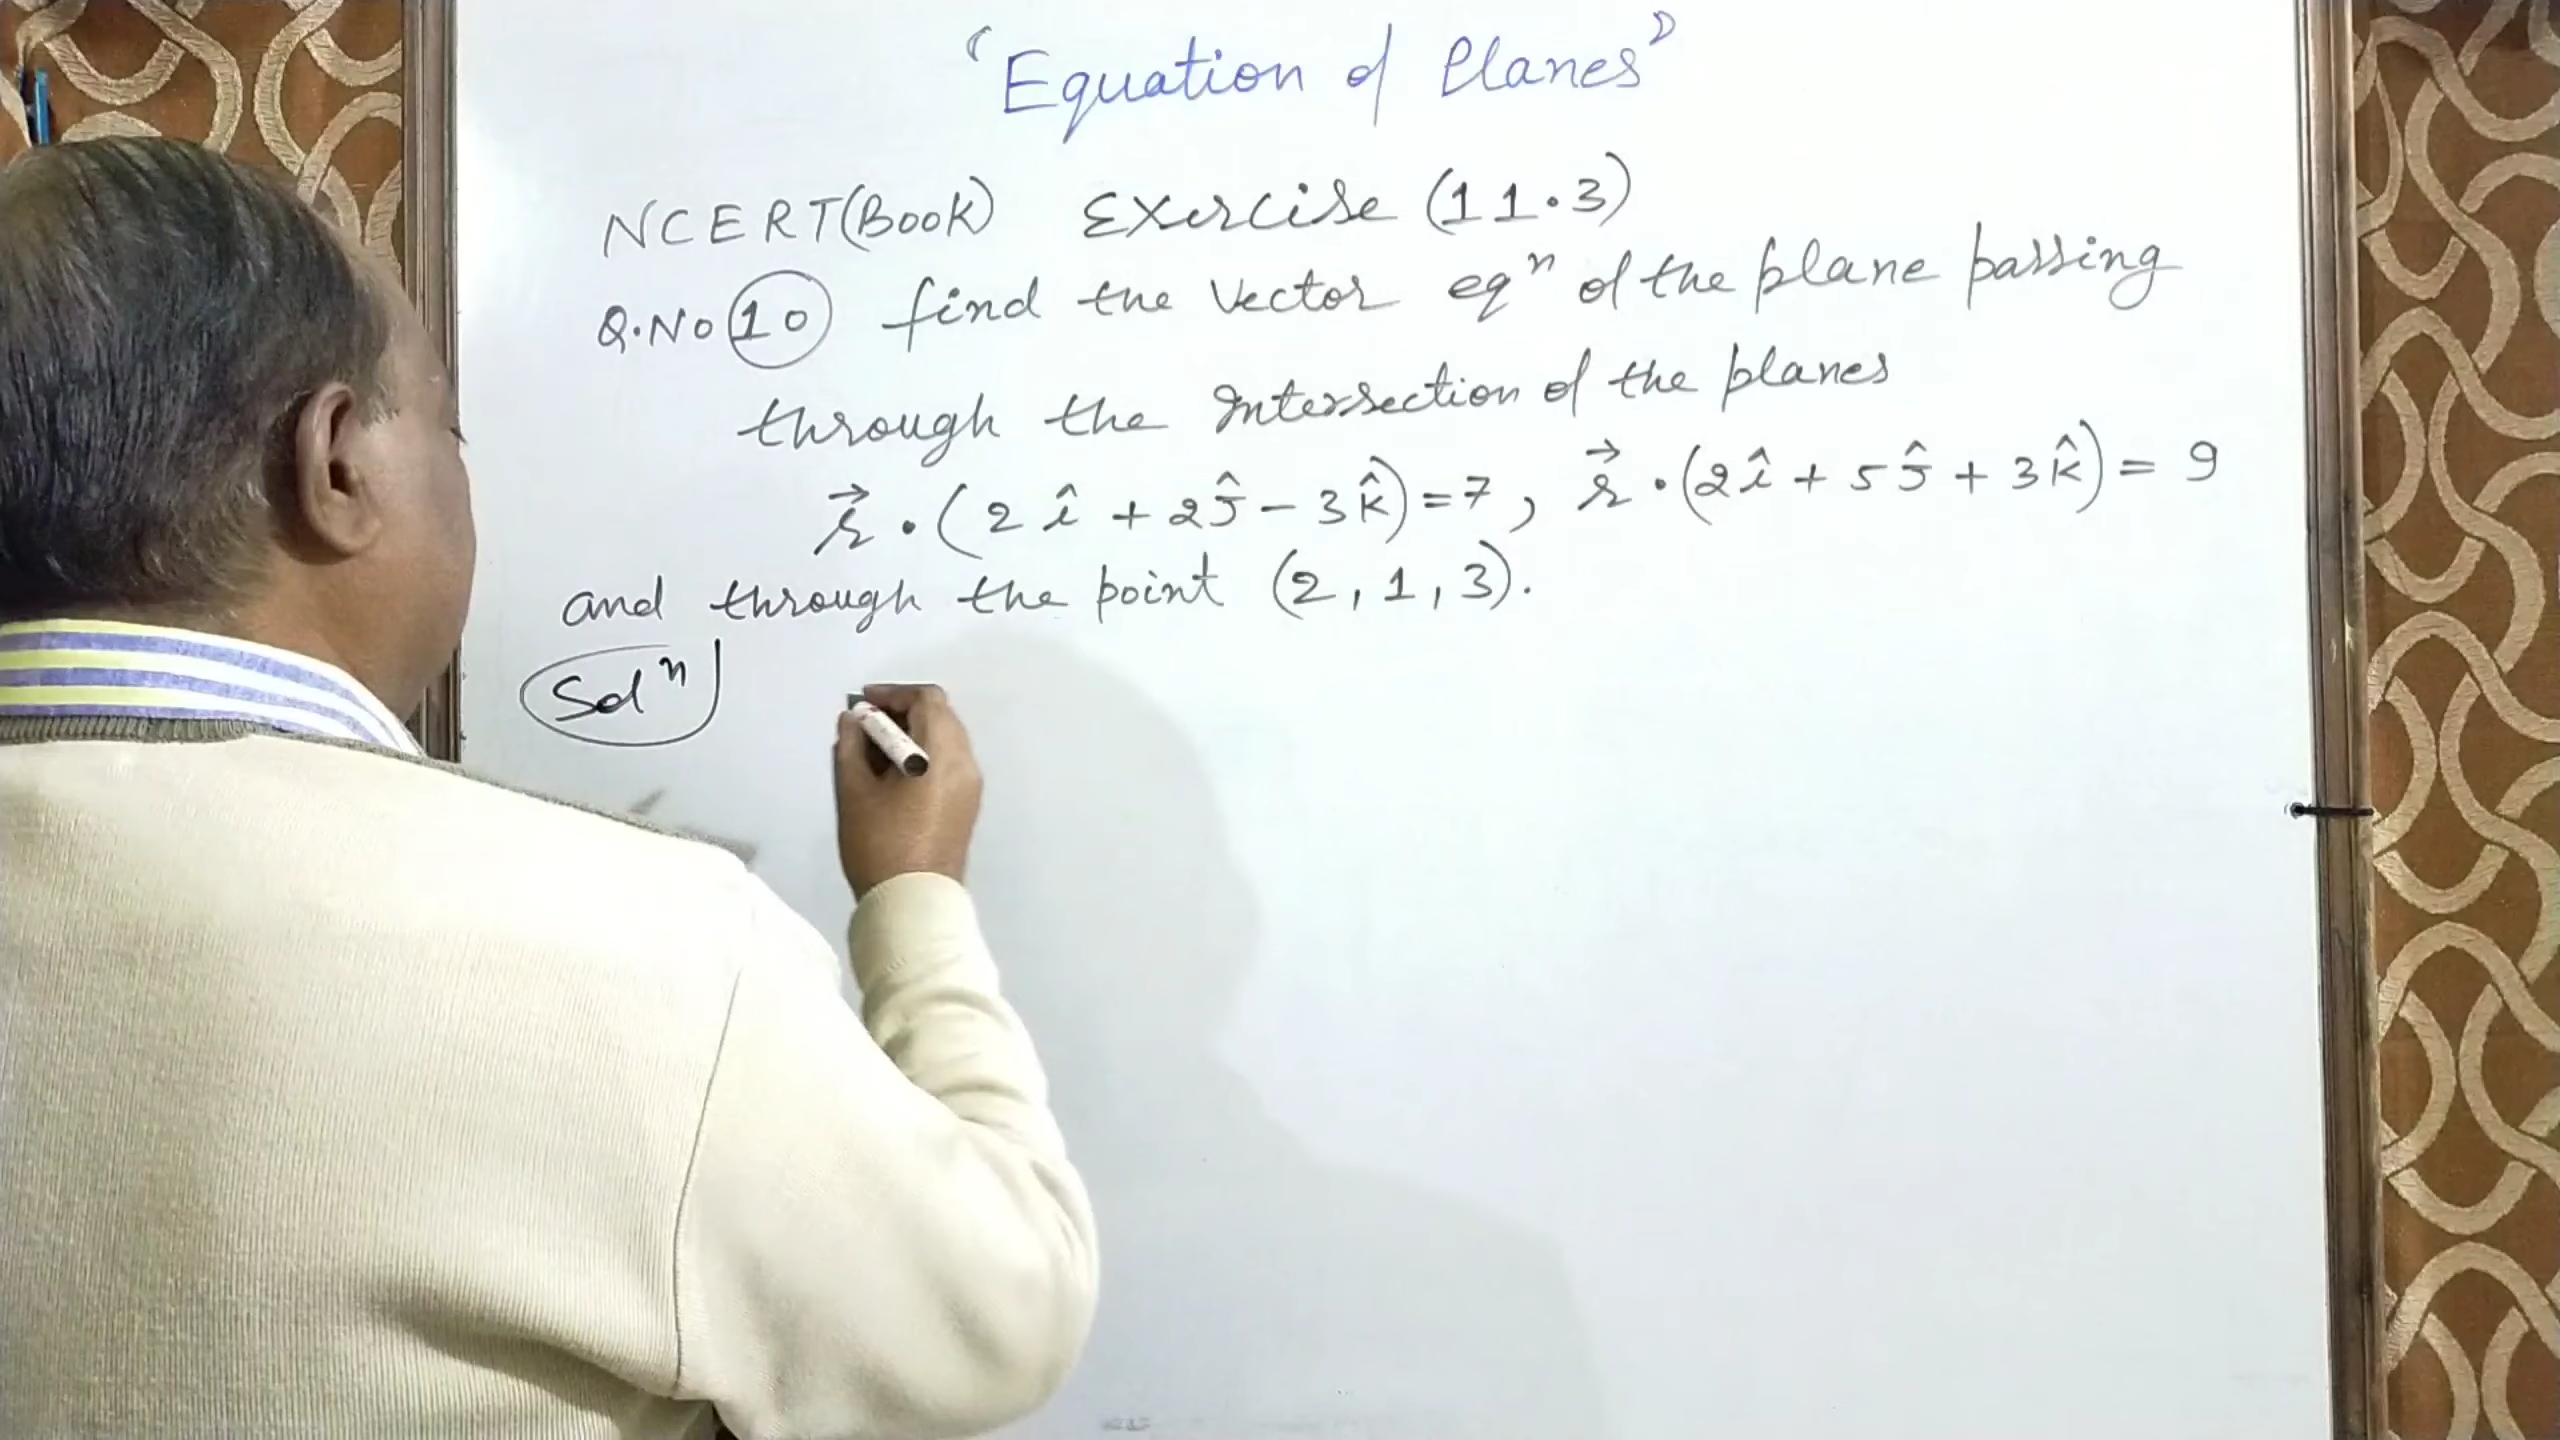 "Equation of Planes"
NCERT(Book) Exercise (11.3)
Q.No 10 find the Vector eqⁿ of the plane passing
through the Intersection of the planes
r⃗ . (2î + 2ĵ - 3k̂) = 7, r⃗ . (2î + 5ĵ + 3k̂) = 9
and through the point (2, 1, 3).
Solⁿ